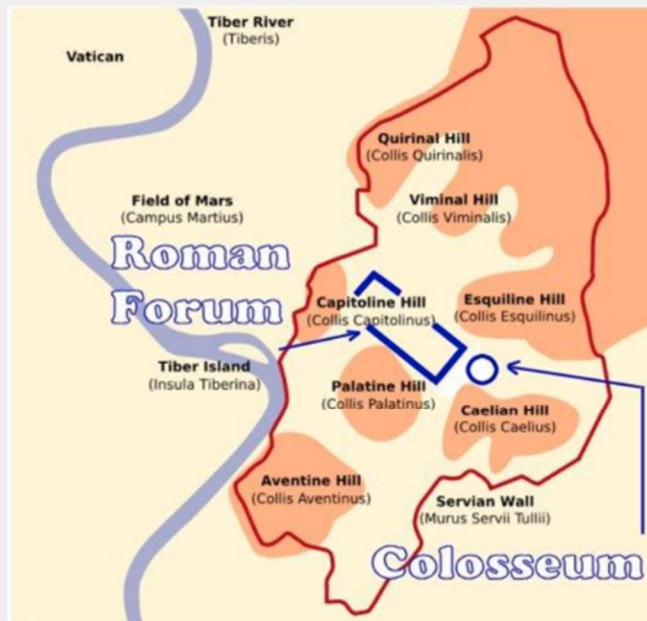 Tiber River
(Tiberis)
Vatican
Quirinal Hill
(Collis Quirinalis)
Field of Mars
(Campus Martius)
Viminal Hill
(Collis Viminalis)
Roman
Forum
Capitoline Hill
(Collis Capitolinus)
Esquiline Hill
(Collis Esquilinus)
Tiber Island
(Insula Tiberina)
Palatine Hill
(Collis Palatinus)
Caelian Hill
(Collis Caelius)
Aventine Hill
(Collis Aventinus)
Servian Wall
(Murus Servii Tullii)
Colosseum